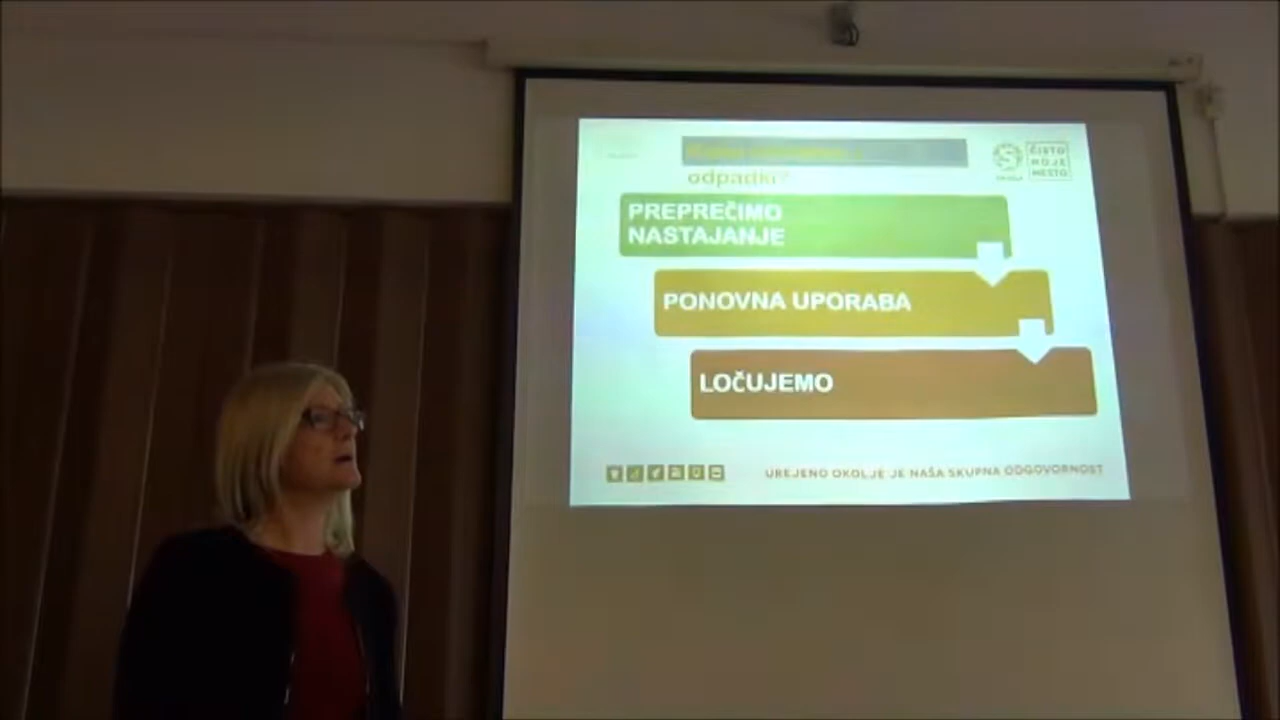 odpadki?
ČISTO
MOJE
MESTO
PREPREČIMO
NASTAJANJE
PONOVNA UPORABA
LOČUJEMO
UREJENO OKOLJE JE NAŠA SKUPNA ODGOVORNOST